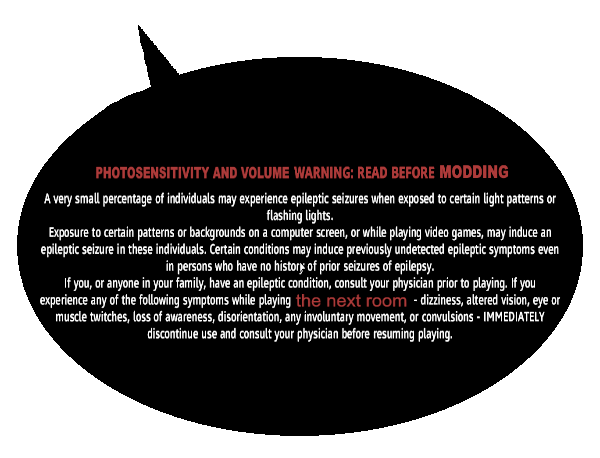 PHOTOSENSITIVITY AND VOLUME WARNING: READ BEFORE MODDING
A very small percentage of individuals may experience epileptic seizures when exposed to certain light patterns or
flashing lights.
Exposure to certain patterns or backgrounds on a computer screen, or while playing video games, may induce an
epileptic seizure in these individuals. Certain conditions may induce previously undetected epileptic symptoms even
in persons who have no history of prior seizures of epilepsy.
If you, or anyone in your family, have an epileptic condition, consult your physician prior to playing. If you
experience any of the following symptoms while playing the next room - dizziness, altered vision, eye or
muscle twitches, loss of awareness, disorientation, any involuntary movement, or convulsions - IMMEDIATELY
discontinue use and consult your physician before resuming playing.